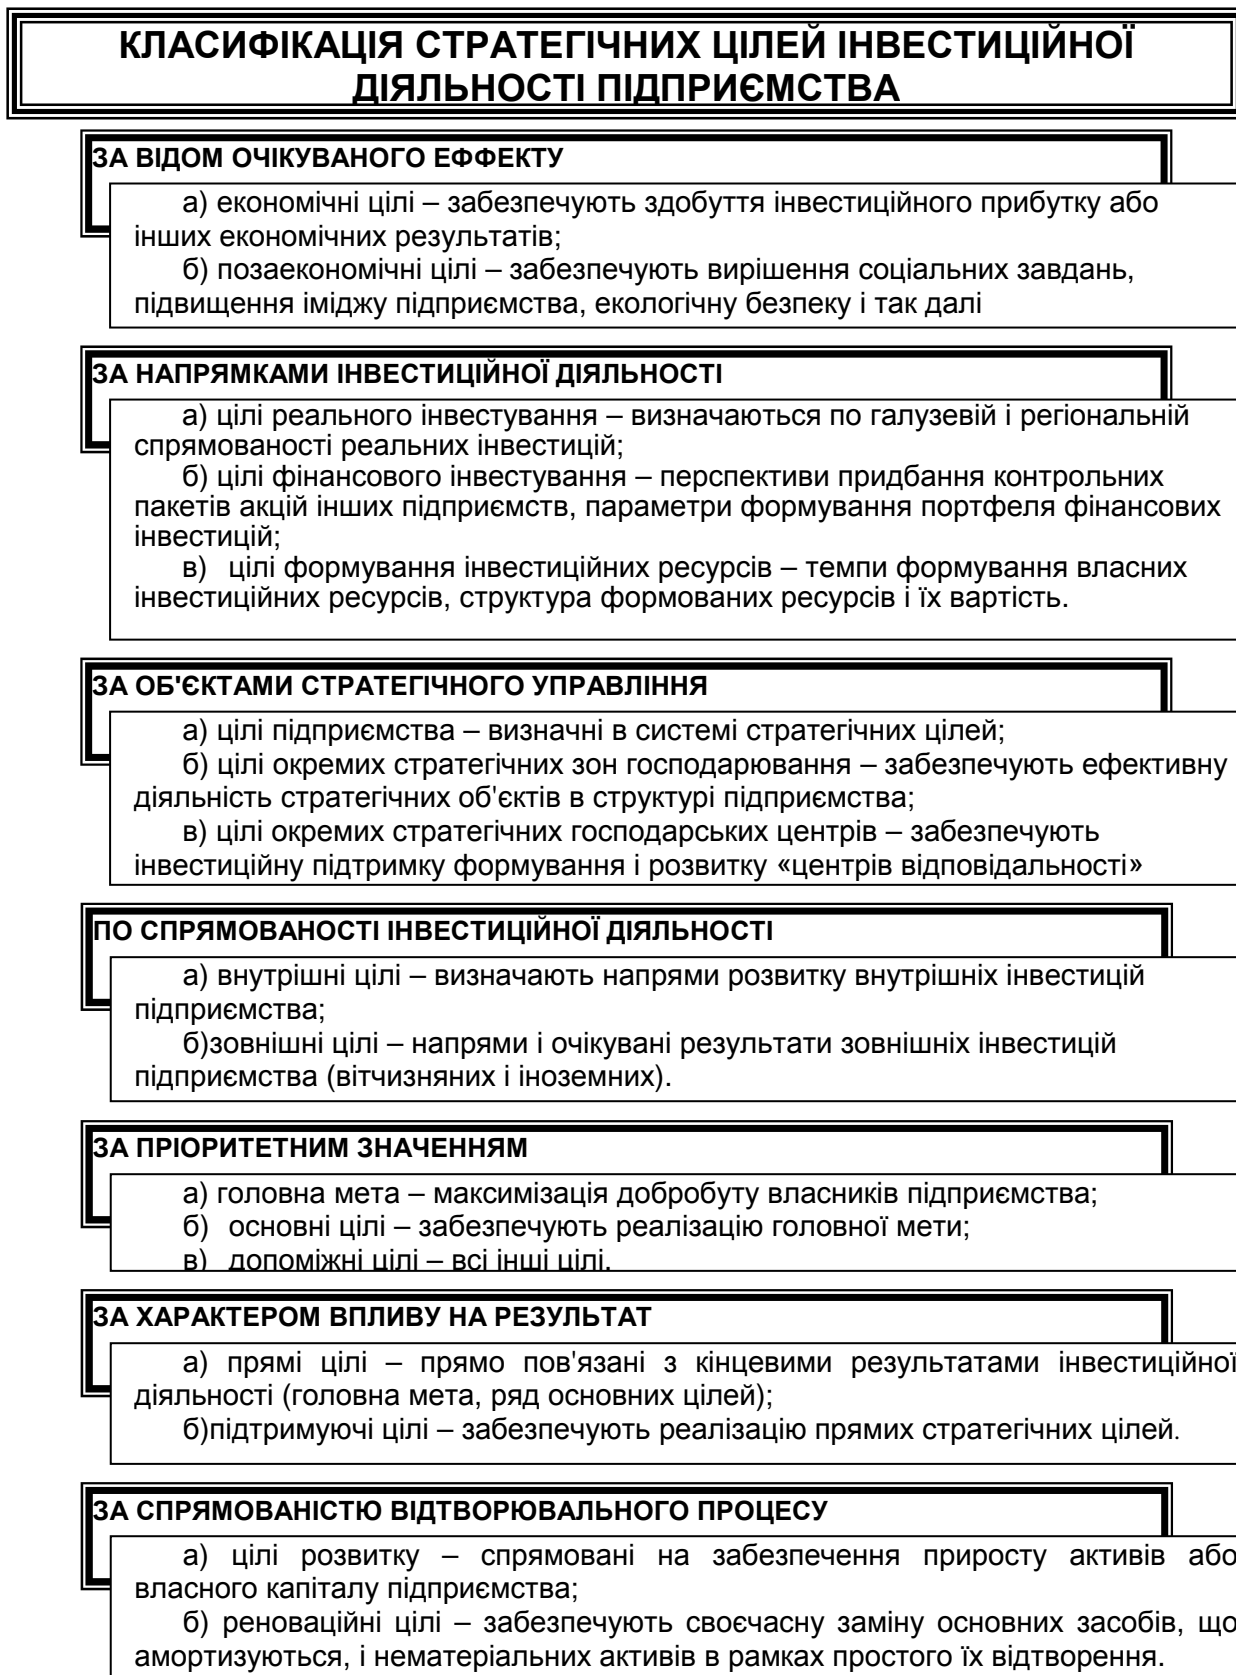 КЛАСИФІКАЦІЯ СТРАТЕГІЧНИХ ЦІЛЕЙ ІНВЕСТИЦІЙНОЇ
ДІЯЛЬНОСТІ ПІДПРИЄМСТВА
ЗА ВІДОМ ОЧІКУВАНОГО ЕФФЕКТУ
а) економічні цілі – забезпечують здобуття інвестиційного прибутку або
інших економічних результатів;
б) позаекономічні цілі – забезпечують вирішення соціальних завдань,
підвищення іміджу підприємства, екологічну безпеку і так далі
ЗА НАПРЯМКАМИ ІНВЕСТИЦІЙНОЇ ДІЯЛЬНОСТІ
а) цілі реального інвестування – визначаються по галузевій і регіональній
спрямованості реальних інвестицій;
б) цілі фінансового інвестування – перспективи придбання контрольних
пакетів акцій інших підприємств, параметри формування портфеля фінансових
інвестицій;
в) цілі формування інвестиційних ресурсів – темпи формування власних
інвестиційних ресурсів, структура формованих ресурсів і їх вартість.
ЗА ОБ'ЄКТАМИ СТРАТЕГІЧНОГО УПРАВЛІННЯ
а) цілі підприємства – визначні в системі стратегічних цілей;
б) цілі окремих стратегічних зон господарювання – забезпечують ефективну
діяльність стратегічних об'єктів в структурі підприємства;
в) цілі окремих стратегічних господарських центрів – забезпечують
інвестиційну підтримку формування і розвитку «центрів відповідальності»
ПО СПРЯМОВАНОСТІ ІНВЕСТИЦІЙНОЇ ДІЯЛЬНОСТІ
а) внутрішні цілі – визначають напрями розвитку внутрішніх інвестицій
підприємства;
б)зовнішні цілі – напрями і очікувані результати зовнішніх інвестицій
підприємства (вітчизняних і іноземних).
ЗА ПРІОРИТЕТНИМ ЗНАЧЕННЯМ
а) головна мета – максимізація добробуту власників підприємства;
б) основні цілі – забезпечують реалізацію головної мети;
в) допоміжні цілі – всі інші цілі.
ЗА ХАРАКТЕРОМ ВПЛИВУ НА РЕЗУЛЬТАТ
а) прямі цілі – прямо пов'язані з кінцевими результатами інвестиційної
діяльності (головна мета, ряд основних цілей);
б)підтримуючі цілі – забезпечують реалізацію прямих стратегічних цілей.
ЗА СПРЯМОВАНІСТЮ ВІДТВОРЮВАЛЬНОГО ПРОЦЕСУ
а) цілі розвитку – спрямовані на забезпечення приросту активів або
власного капіталу підприємства;
б) реноваційні цілі – забезпечують своєчасну заміну основних засобів, що
амортизуються, і нематеріальних активів в рамках простого їх відтворення.